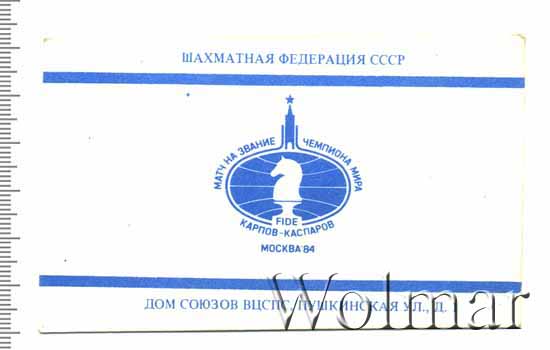 ШАХМАТНАЯ ФЕДЕРАЦИЯ СССР
МАТЧ НА ЗВАНИЕ ЧЕМПИОНА МИРА
FIDE
КАРПОВ-КАСПАРОВ
МОСКВА'84
ДОМ СОЮЗОВ ВЦСПС, ПУШКИНСКАЯ УЛ., Д. 1
Wolmar